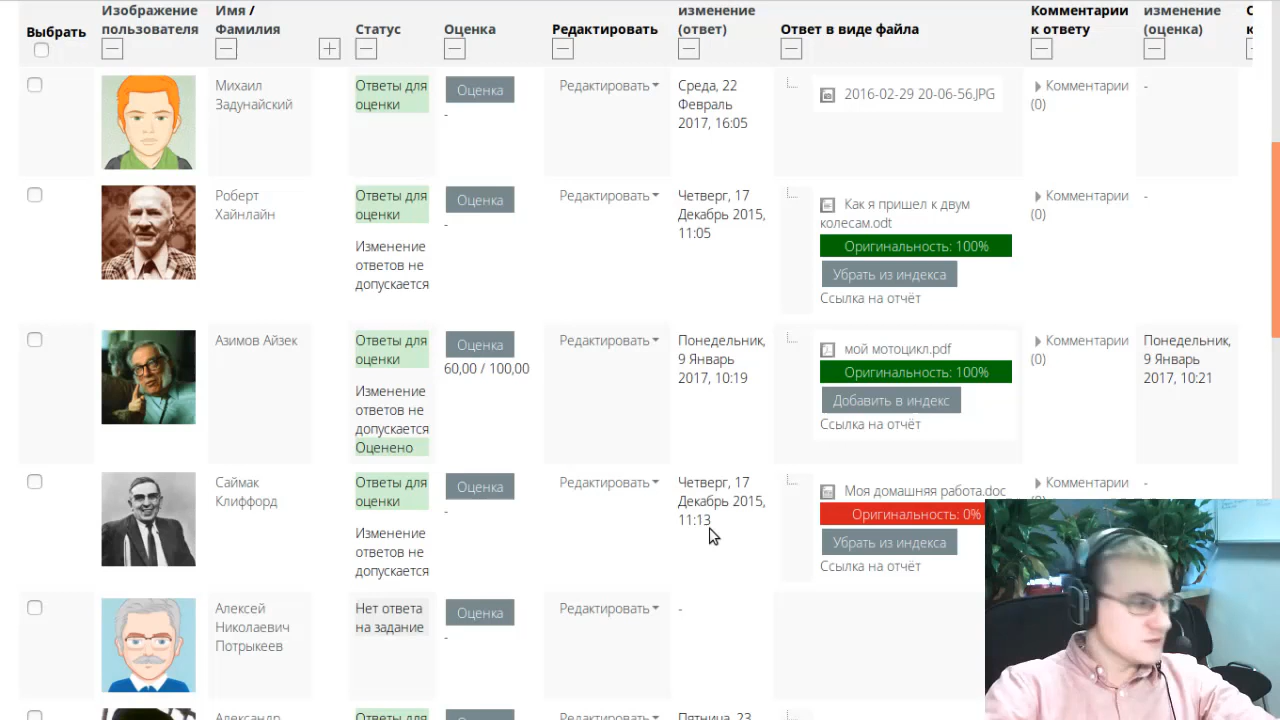 Выбрать
Изображение
пользователя
Имя /
Фамилия
Статус
Оценка
Редактировать
изменение
(ответ)
Ответ в виде файла
Комментарии
к ответу
изменение
(оценка)
Михаил
Задунайский
Ответы для
оценки
Оценка
-
Редактировать
Среда, 22
Февраль
2017, 16:05
2016-02-29 20-06-56.JPG
Комментарии
(0)
-
Роберт
Хайнлайн
Ответы для
оценки
Изменение
ответов не
допускается
Оценка
-
Редактировать
Четверг, 17
Декабрь 2015,
11:05
Как я пришел к двум
колесам.odt
Оригинальность: 100%
Убрать из индекса
Ссылка на отчёт
Комментарии
(0)
-
Азимов Айзек
Ответы для
оценки
Изменение
ответов не
допускается
Оценено
Оценка
60,00 / 100,00
Редактировать
Понедельник,
9 Январь
2017, 10:19
мой мотоцикл.pdf
Оригинальность: 100%
Добавить в индекс
Ссылка на отчёт
Комментарии
(0)
Понедельник,
9 Январь
2017, 10:21
Саймак
Клиффорд
Ответы для
оценки
Изменение
ответов не
допускается
Оценка
-
Редактировать
Четверг, 17
Декабрь 2015,
11:13
Моя домашняя работа.doc
Оригинальность: 0%
Убрать из индекса
Ссылка на отчёт
Комментарии
-
Алексей
Николаевич
Потрыкеев
Нет ответа
на задание
Оценка
-
Редактировать
-
Александр
Ответы для
Оценка
Редактировать
Пятница, 23